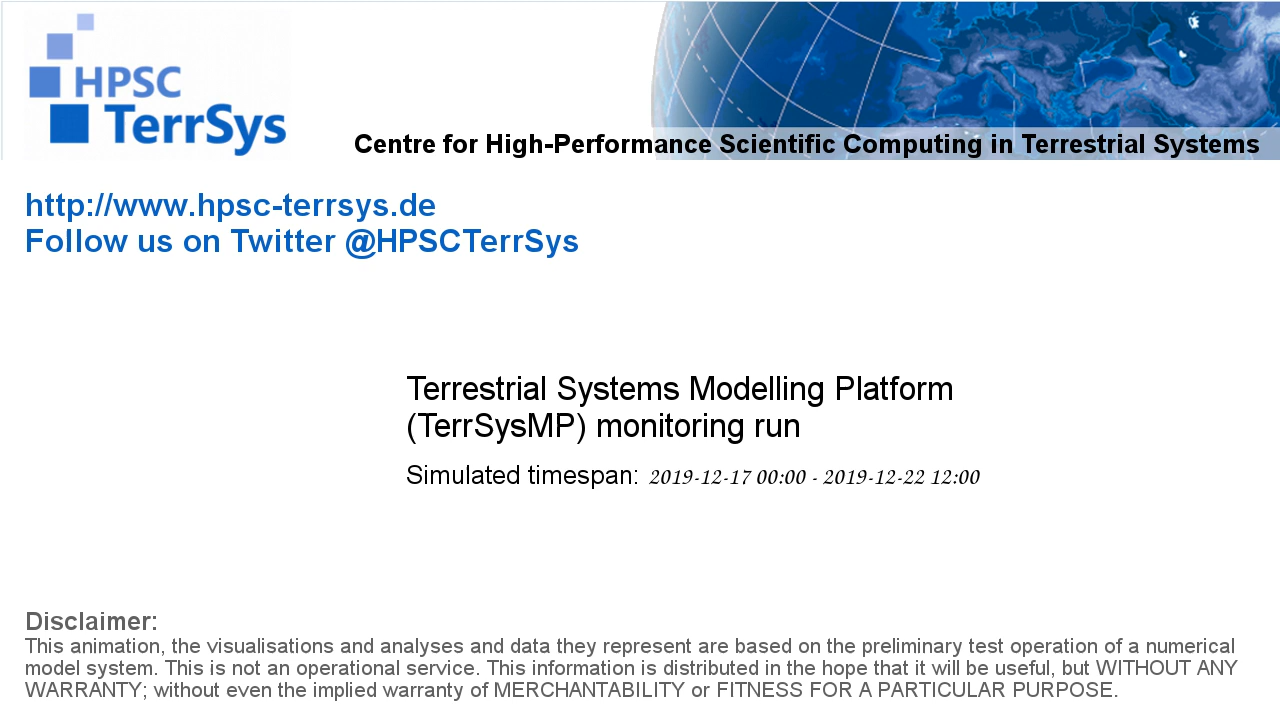 HPSC
TerrSys
Centre for High-Performance Scientific Computing in Terrestrial Systems
http://www.hpsc-terrsys.de
Follow us on Twitter @HPSCTerrSys
Terrestrial Systems Modelling Platform
(TerrSysMP) monitoring run
Simulated timespan: 2019-12-17 00:00 - 2019-12-22 12:00
Disclaimer:
This animation, the visualisations and analyses and data they represent are based on the preliminary test operation of a numerical
model system. This is not an operational service. This information is distributed in the hope that it will be useful, but WITHOUT ANY
WARRANTY; without even the implied warranty of MERCHANTABILITY or FITNESS FOR A PARTICULAR PURPOSE.